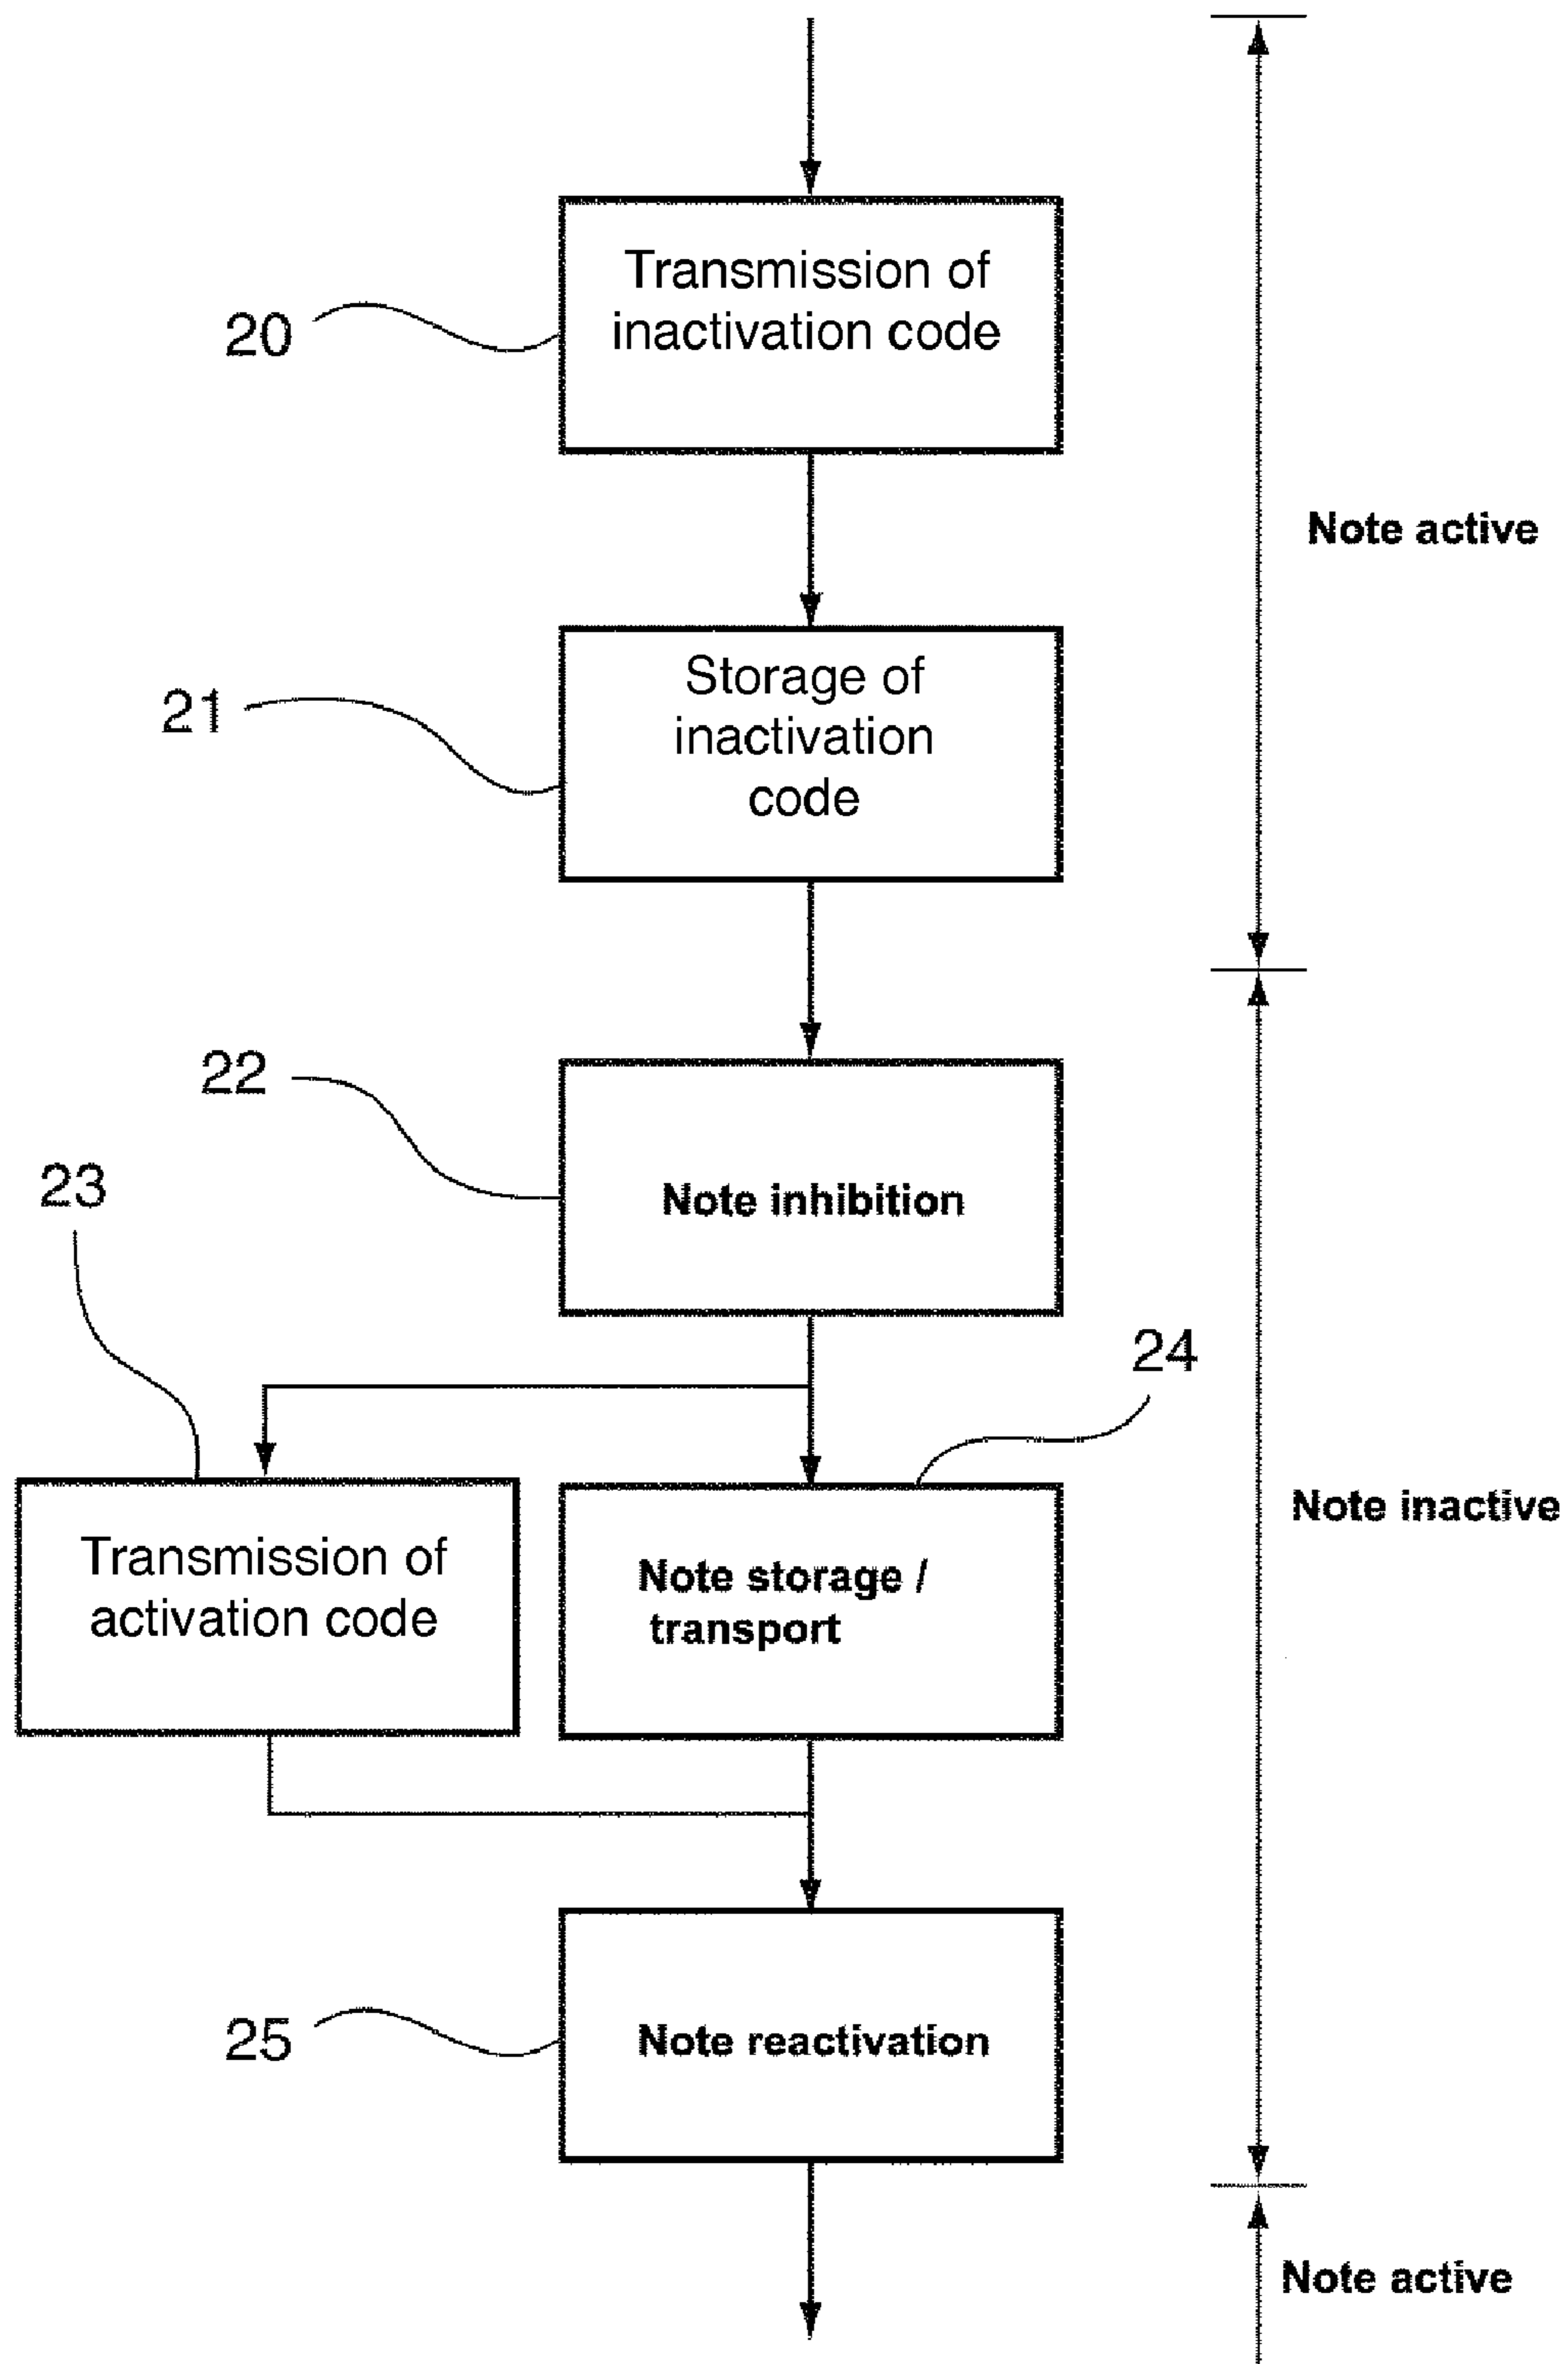 Transmission of
inactivation code
20
Note active
Storage of
inactivation
code
21
22
Note inhibition
23
24
Transmission of
activation code
Note storage /
transport
Note inactive
25
Note reactivation
Note active